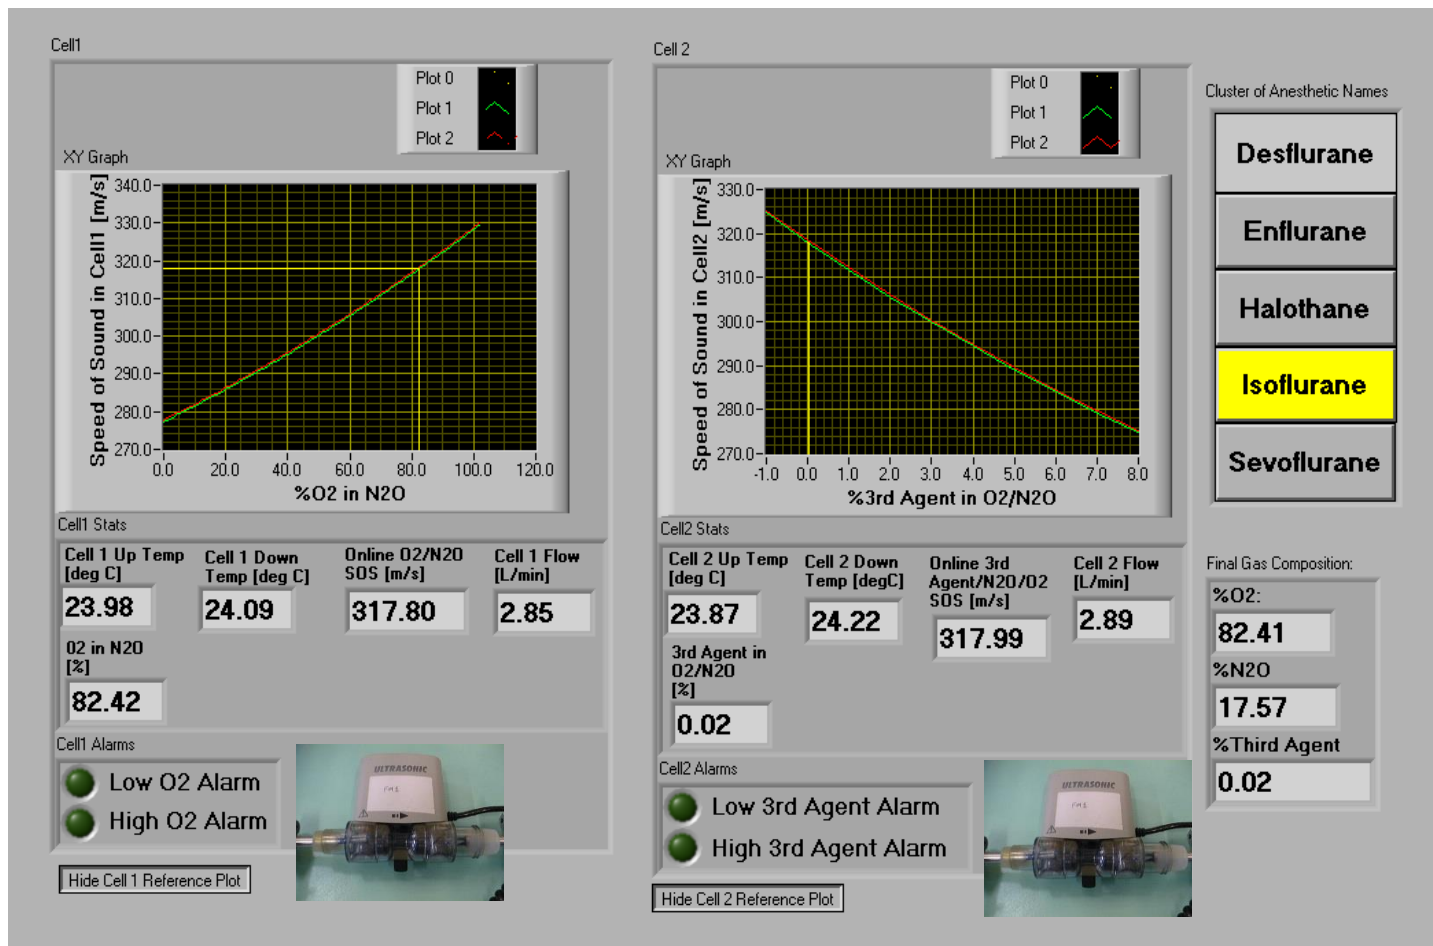 Cell1
Plot 0
Plot 1
Plot 2
XY Graph
Speed of Sound in Cell1 [m/s]
340.0
330.0
320.0
310.0
300.0
290.0
280.0
270.0
0.0 20.0 40.0 60.0 80.0 100.0 120.0
%O2 in N2O
Cell1 Stats
Cell 1 Up Temp
[deg C]
23.98
Cell 1 Down
Temp [deg C]
24.09
Online O2/N2O
SOS [m/s]
317.80
Cell 1 Flow
[L/min]
2.85
O2 in N2O
[%]
82.42
Cell1 Alarms
Low O2 Alarm
High O2 Alarm
ULTRASONIC
FM1
Hide Cell 1 Reference Plot
Cell 2
Plot 0
Plot 1
Plot 2
XY Graph
Speed of Sound in Cell2 [m/s]
330.0
320.0
310.0
300.0
290.0
280.0
270.0
-1.0 0.0 1.0 2.0 3.0 4.0 5.0 6.0 7.0 8.0
%3rd Agent in O2/N2O
Cell2 Stats
Cell 2 Up Temp
[deg C]
23.87
Cell 2 Down
Temp [degC]
24.22
Online 3rd
Agent/N2O/O2
SOS [m/s]
317.99
Cell 2 Flow
[L/min]
2.89
3rd Agent in
O2/N2O
[%]
0.02
Cell2 Alarms
Low 3rd Agent Alarm
High 3rd Agent Alarm
ULTRASONIC
FM1
Hide Cell 2 Reference Plot
Cluster of Anesthetic Names
Desflurane
Enflurane
Halothane
Isoflurane
Sevoflurane
Final Gas Composition:
%O2:
82.41
%N2O
17.57
%Third Agent
0.02